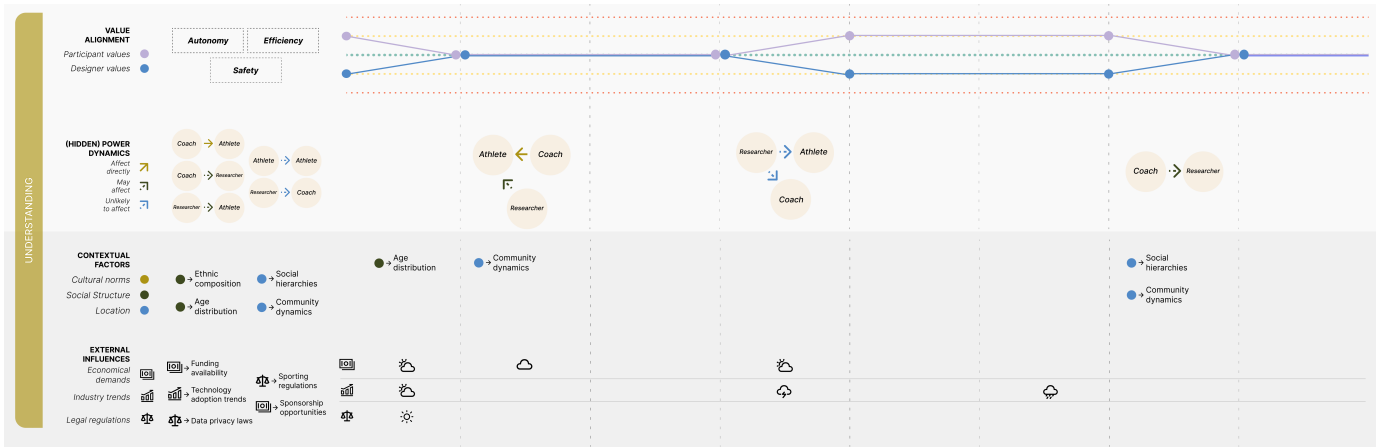 UNDERSTANDING
VALUE
ALIGNMENT
Participant values
Designer values
Autonomy
Efficiency
Safety
(HIDDEN) POWER
DYNAMICS
Affect
directly
May
affect
Unlikely
to affect
Coach
Athlete
Athlete
Athlete
Coach
Researcher
Researcher
Coach
Researcher
Athlete
Athlete
Coach
Researcher
Researcher
Athlete
Coach
Coach
Researcher
CONTEXTUAL
FACTORS
Cultural norms
Social Structure
Location
Ethnic
composition
Social
hierarchies
Age
distribution
Community
dynamics
Age
distribution
Community
dynamics
Social
hierarchies
Community
dynamics
EXTERNAL
INFLUENCES
Economical
demands
Industry trends
Legal regulations
Funding
availability
Sporting
regulations
Technology
adoption trends
Sponsorship
opportunities
Data privacy laws